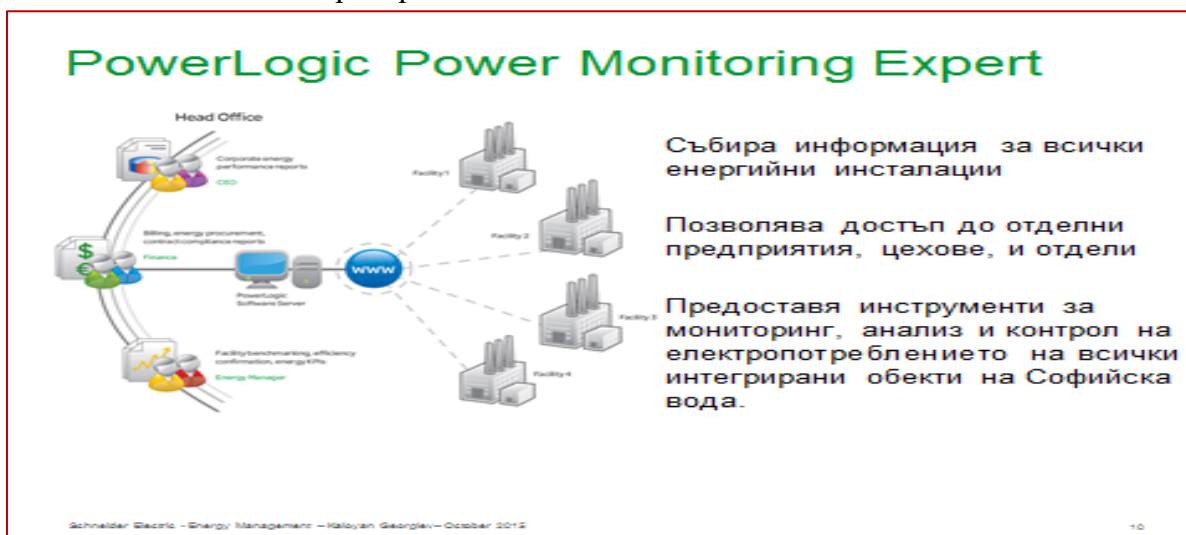 PowerLogic Power Monitoring Expert
Head Office
Corporate energy
performance reports
CEO
Billing, energy procurement,
contract compliance reports
Finance
PowerLogic
Software Server
www
Facility benchmarking, efficiency
confirmation, energy KPIs
Energy Manager
Facility 1
Facility 2
Facility 3
Facility 4
Събира информация за всички
енергийни инсталации
Позволява достъп до отделни
предприятия, цехове, и отдели
Предоставя инструменти за
мониторинг, анализ и контрол на
електропотреблението на всички
интегрирани обекти на Софийска
вода.
Schneider Electric - Energy Management – Kaloyan Georgiev– October 2015
10